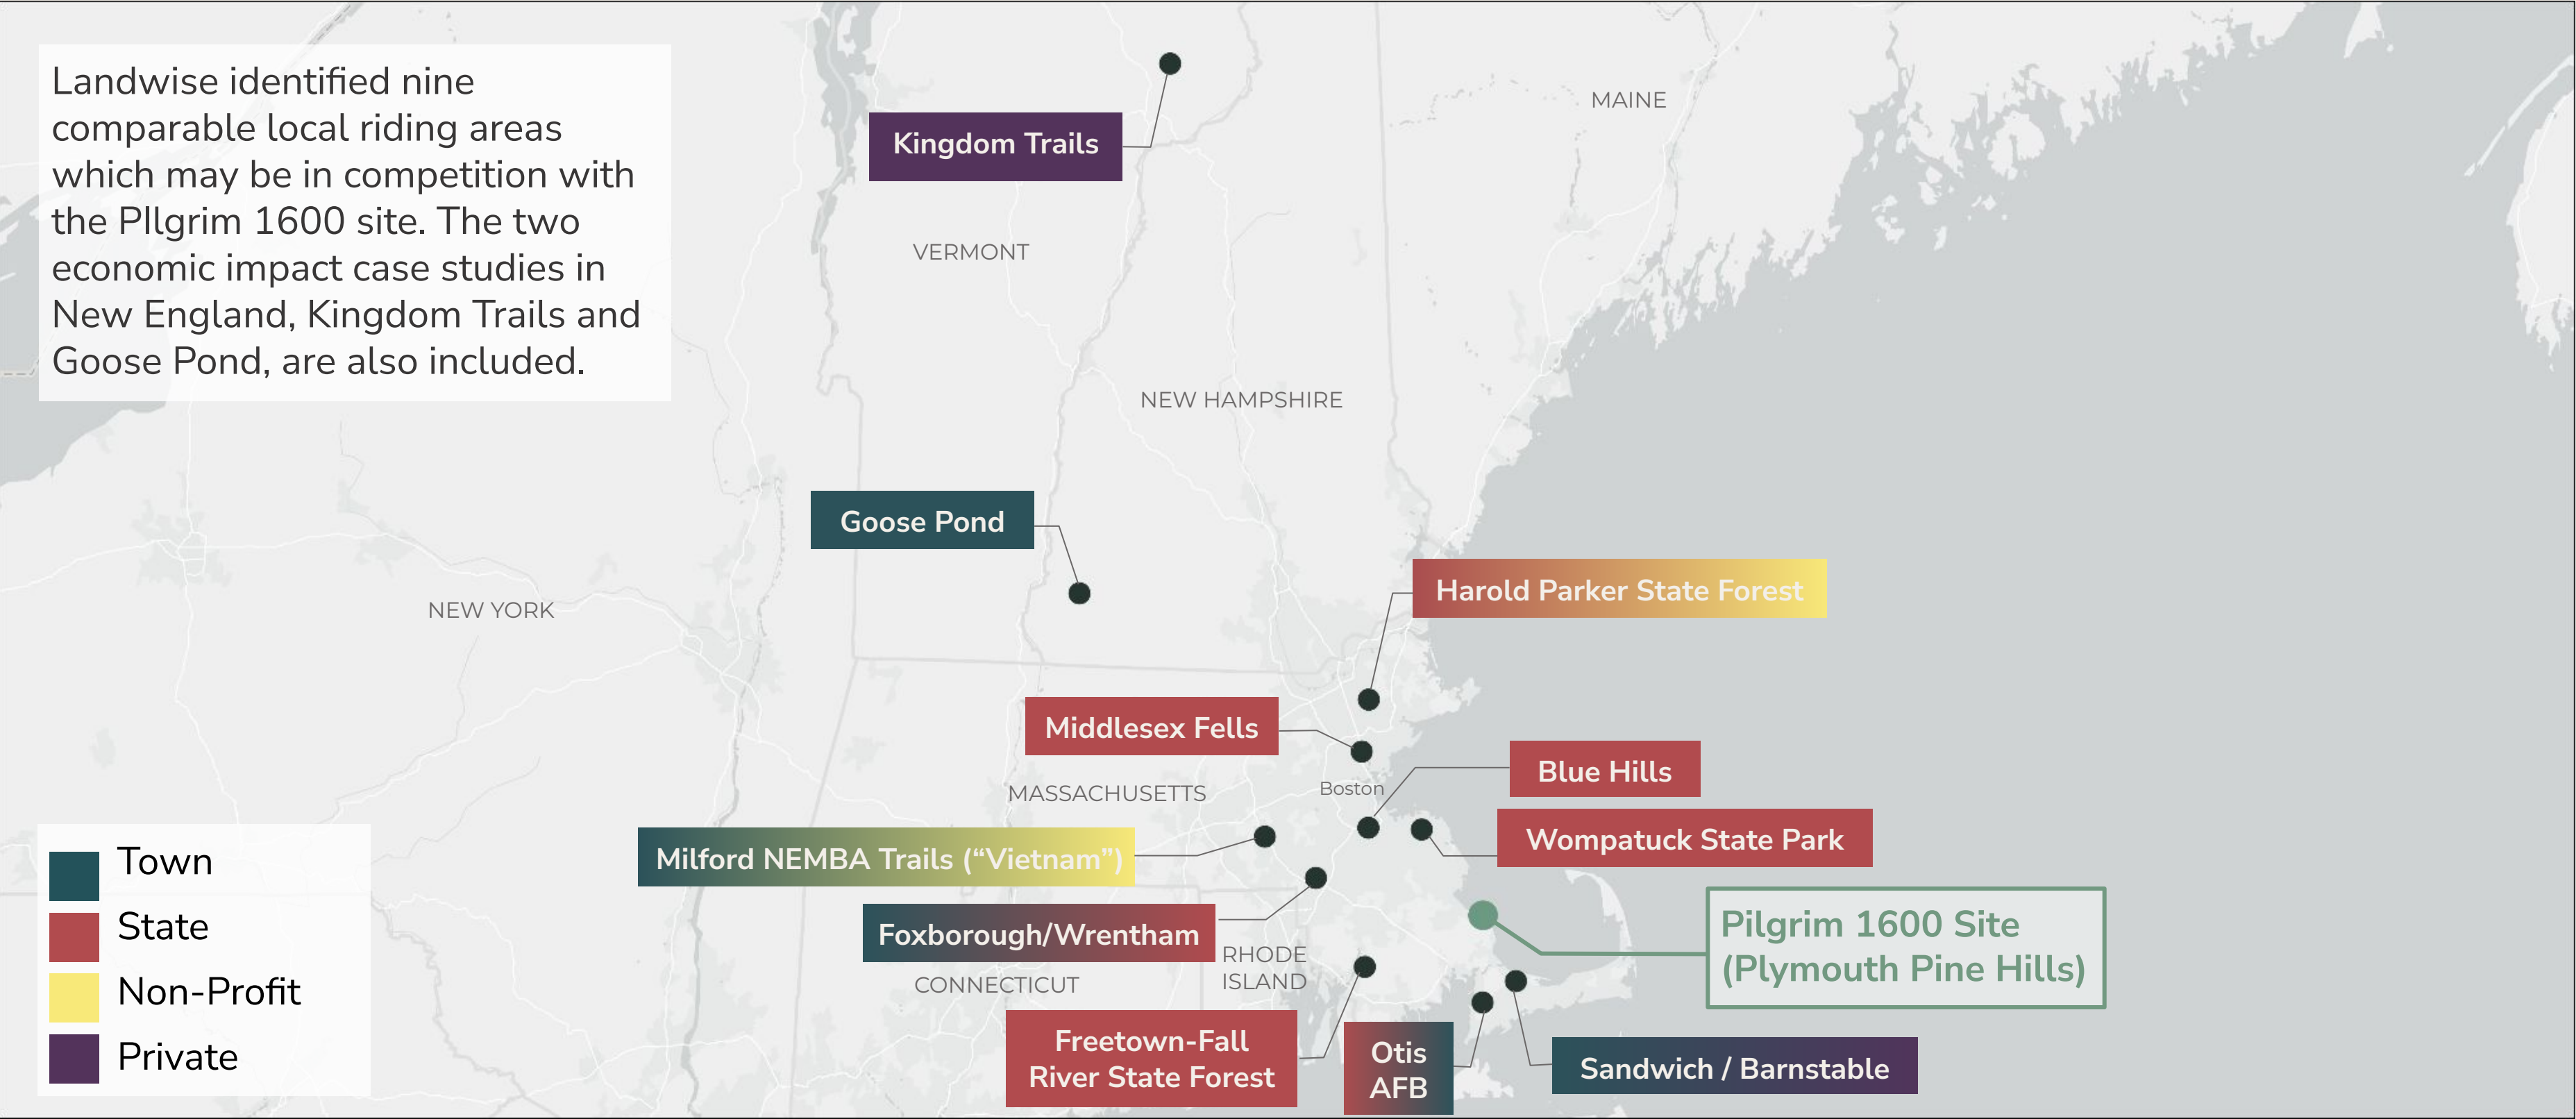 Landwise identified nine
comparable local riding areas
which may be in competition with
the PIlgrim 1600 site. The two
economic impact case studies in
New England, Kingdom Trails and
Goose Pond, are also included.
Kingdom Trails
MAINE
VERMONT
NEW HAMPSHIRE
Goose Pond
NEW YORK
Harold Parker State Forest
Middlesex Fells
Blue Hills
Boston
MASSACHUSETTS
Wompatuck State Park
Milford NEMBA Trails (“Vietnam”)
Foxborough/Wrentham
RHODE
ISLAND
CONNECTICUT
Pilgrim 1600 Site
(Plymouth Pine Hills)
Freetown-Fall
River State Forest
Otis
AFB
Sandwich / Barnstable
Town
State
Non-Profit
Private